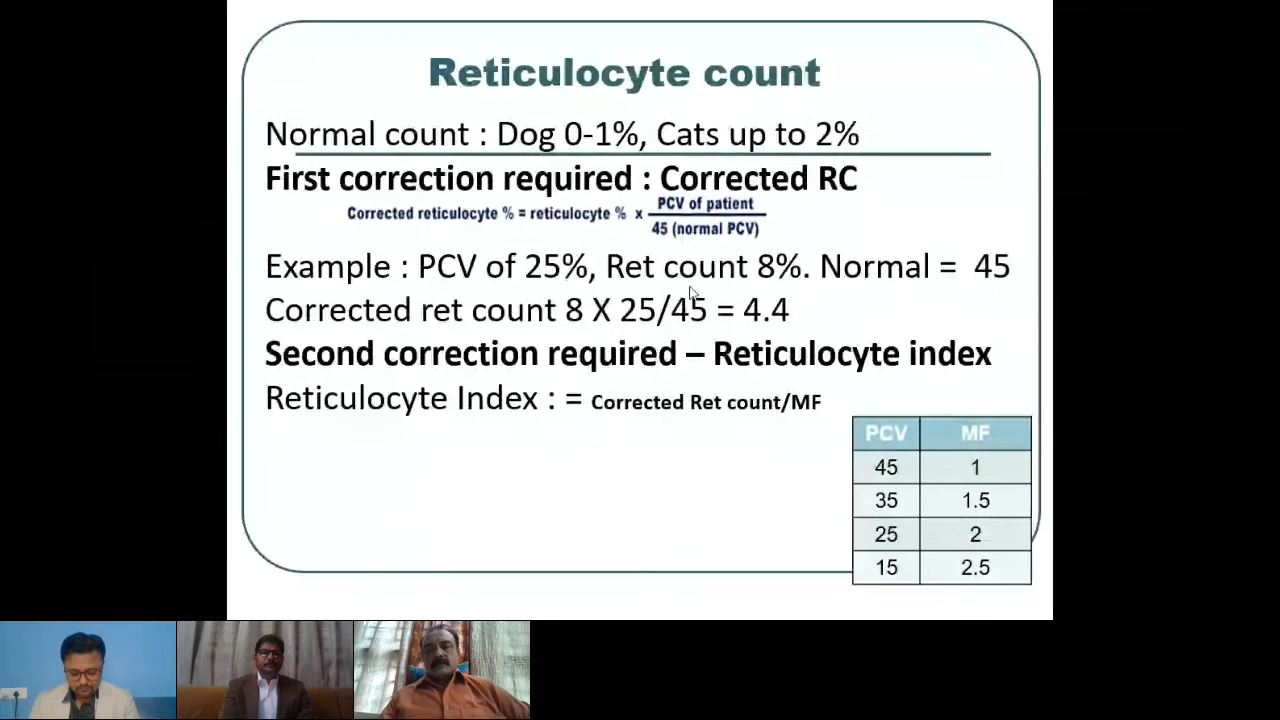 Reticulocyte count
Normal count : Dog 0-1%, Cats up to 2%
First correction required : Corrected RC
Corrected reticulocyte % = reticulocyte % x PCV of patient
45 (normal PCV)
Example : PCV of 25%, Ret count 8%. Normal = 45
Corrected ret count 8 X 25/45 = 4.4
Second correction required – Reticulocyte index
Reticulocyte Index : = Corrected Ret count/MF
PCV MF
45 1
35 1.5
25 2
15 2.5